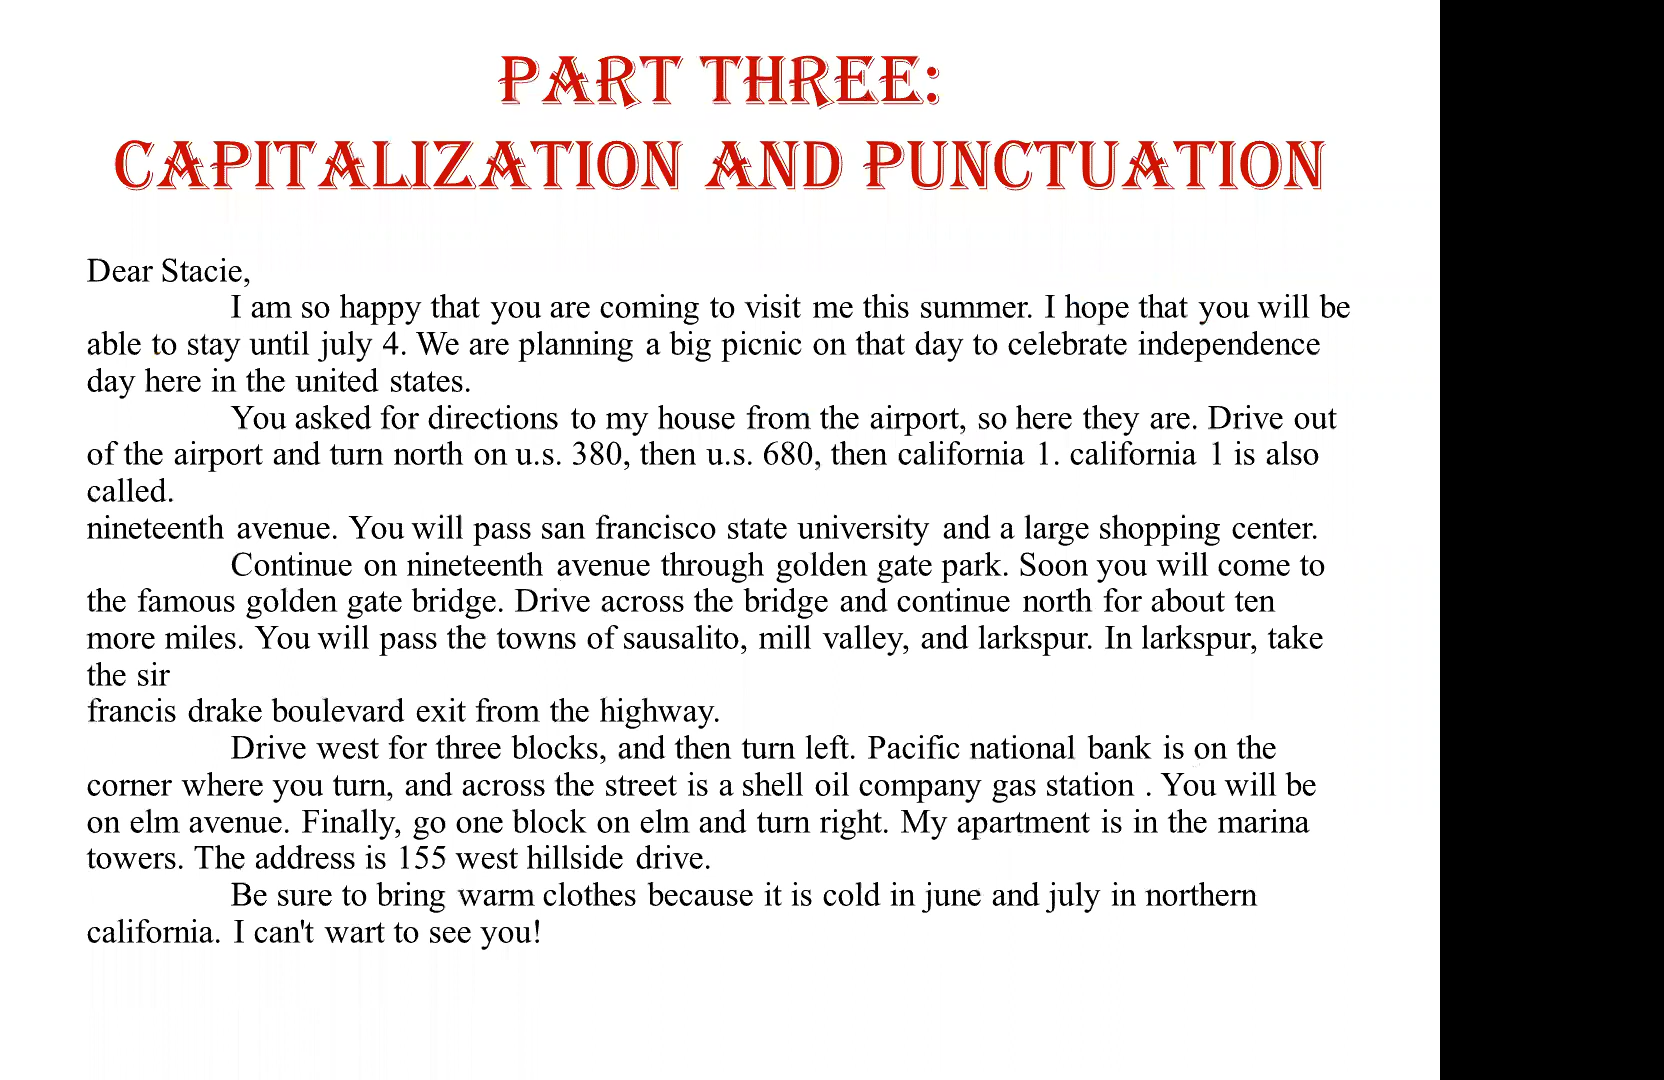 PART THREE:
CAPITALIZATION AND PUNCTUATION
Dear Stacie,
I am so happy that you are coming to visit me this summer. I hope that you will be
able to stay until july 4. We are planning a big picnic on that day to celebrate independence
day here in the united states.
You asked for directions to my house from the airport, so here they are. Drive out
of the airport and turn north on u.s. 380, then u.s. 680, then california 1. california 1 is also
called.
nineteenth avenue. You will pass san francisco state university and a large shopping center.
Continue on nineteenth avenue through golden gate park. Soon you will come to
the famous golden gate bridge. Drive across the bridge and continue north for about ten
more miles. You will pass the towns of sausalito, mill valley, and larkspur. In larkspur, take
the sir
francis drake boulevard exit from the highway.
Drive west for three blocks, and then turn left. Pacific national bank is on the
corner where you turn, and across the street is a shell oil company gas station . You will be
on elm avenue. Finally, go one block on elm and turn right. My apartment is in the marina
towers. The address is 155 west hillside drive.
Be sure to bring warm clothes because it is cold in june and july in northern
california. I can't wart to see you!